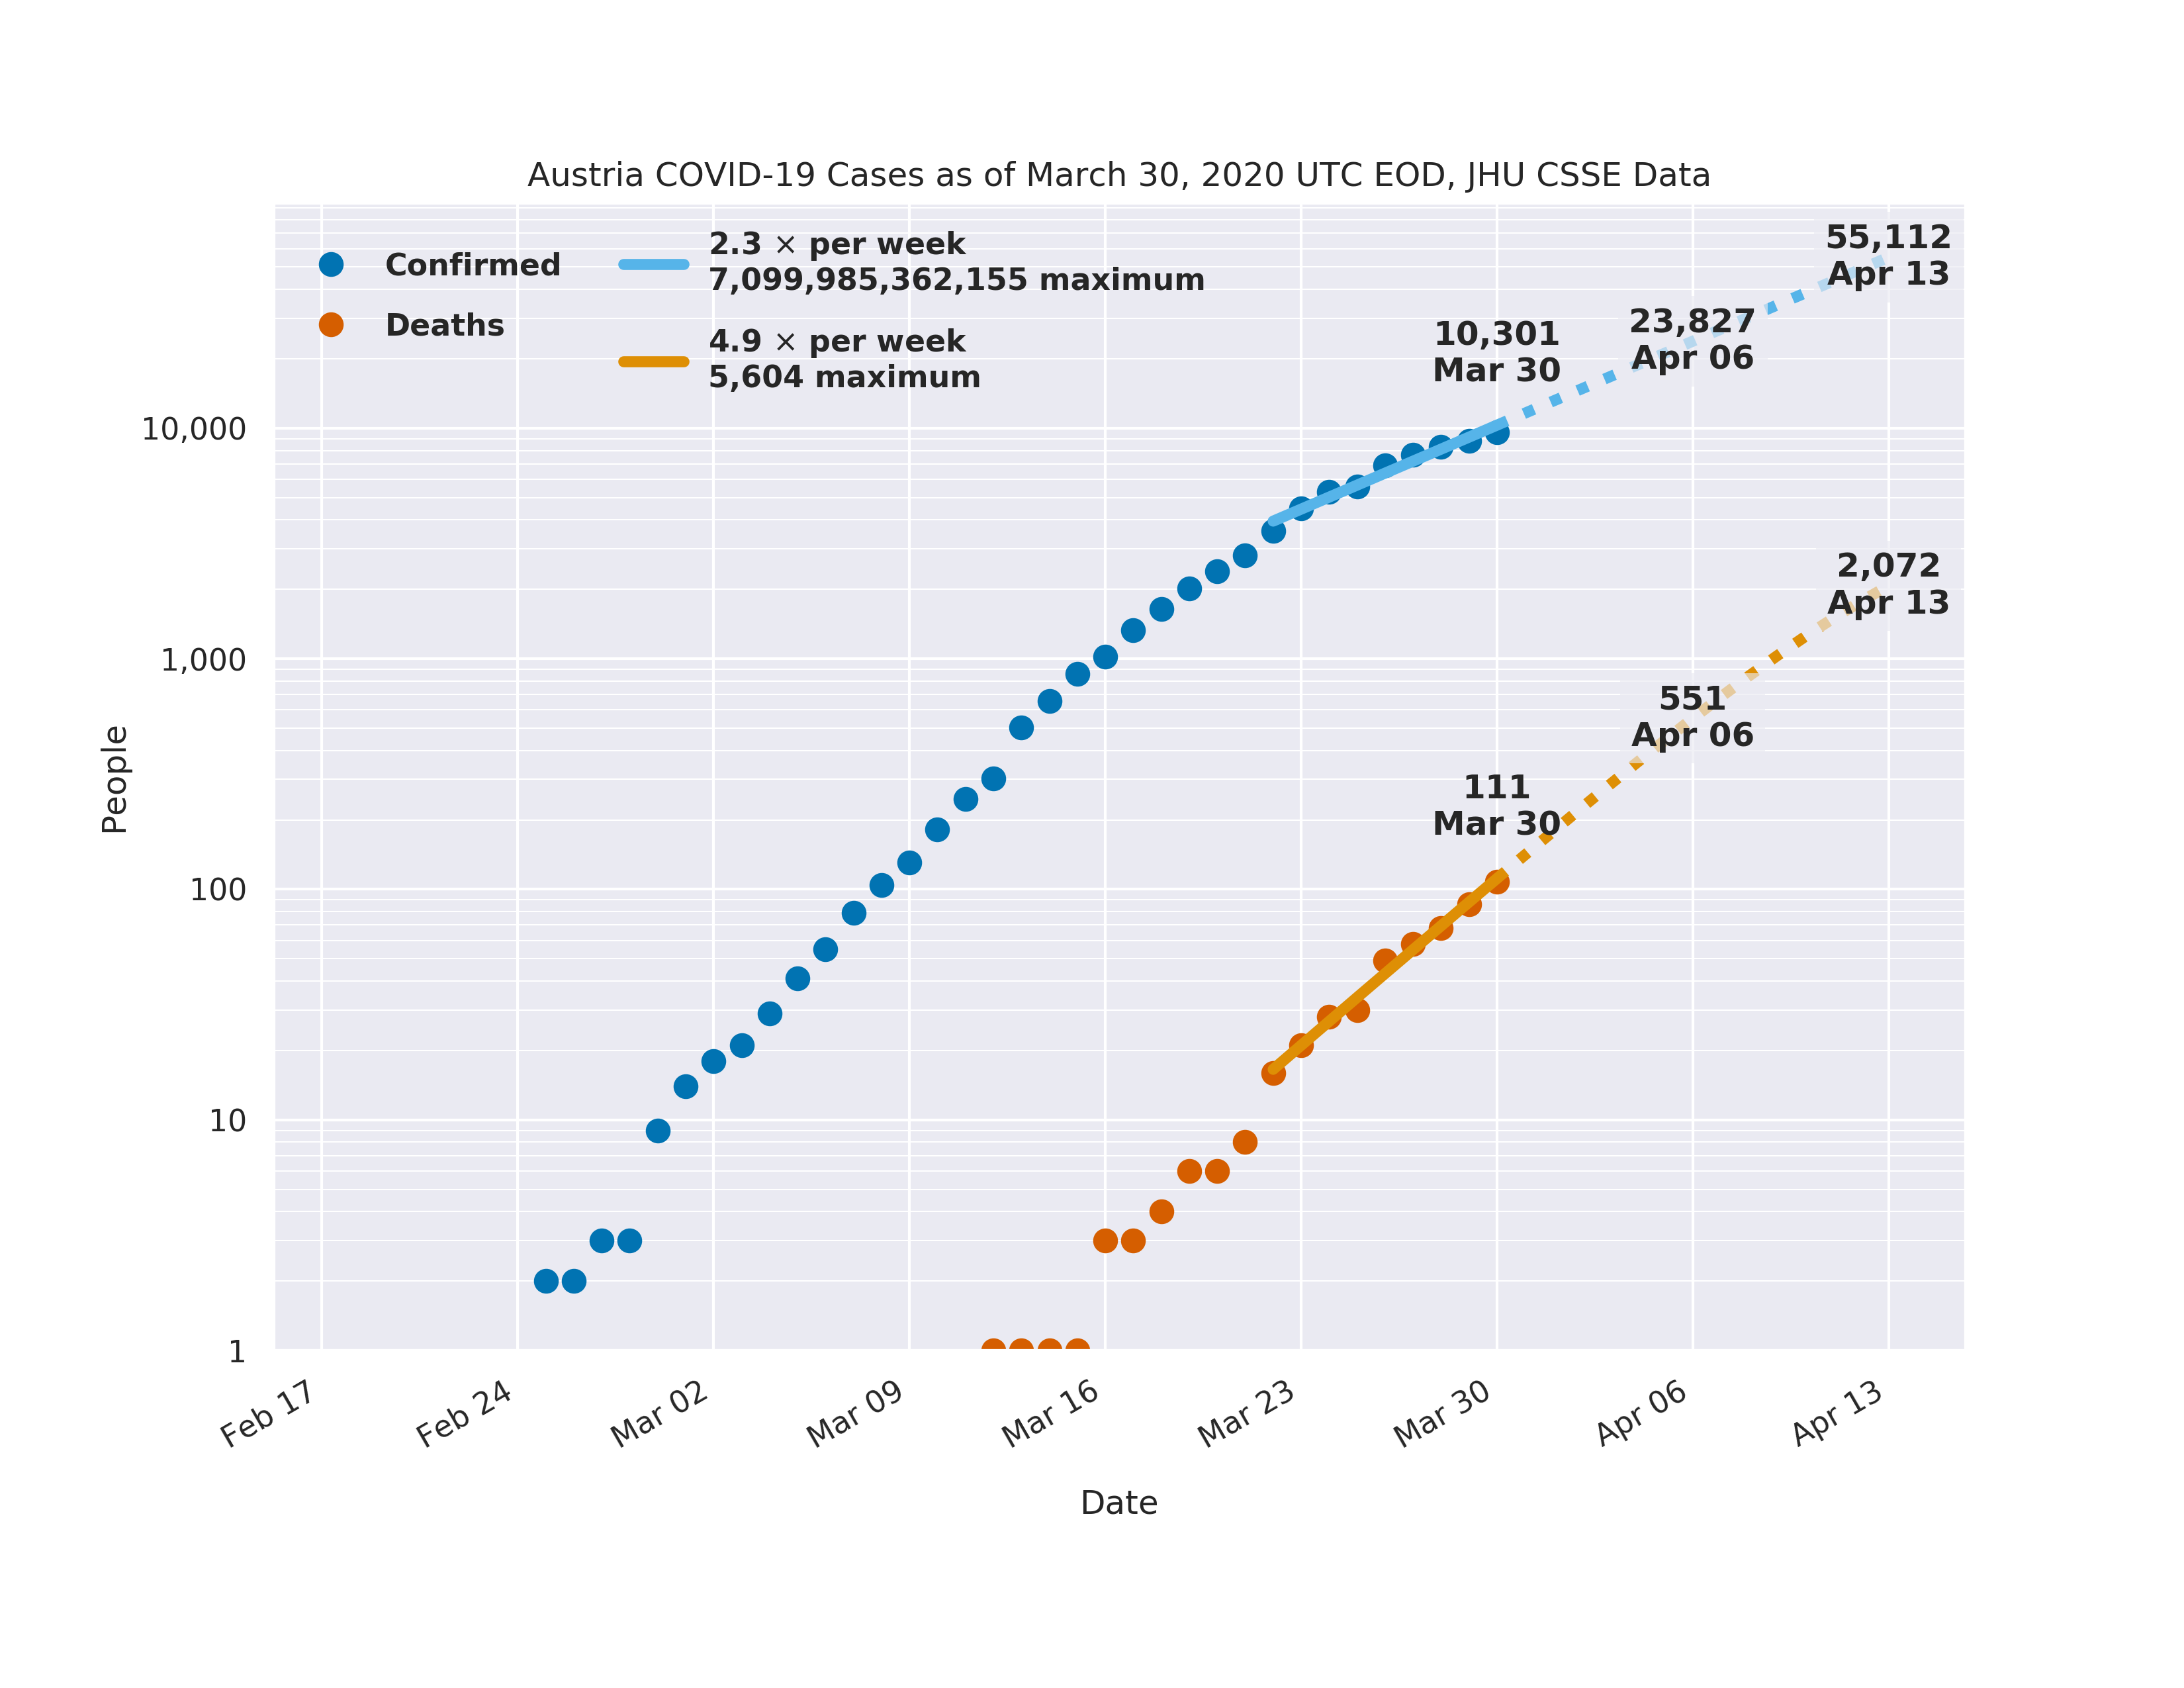 Austria COVID-19 Cases as of March 30, 2020 UTC EOD, JHU CSSE Data
Confirmed
Deaths
2.3 × per week
7,099,985,362,155 maximum
4.9 × per week
5,604 maximum
55,112
Apr 13
23,827
Apr 06
10,301
Mar 30
2,072
Apr 13
551
Apr 06
111
Mar 30
People
10,000
1,000
100
10
1
Feb 17
Feb 24
Mar 02
Mar 09
Mar 16
Mar 23
Mar 30
Apr 06
Apr 13
Date